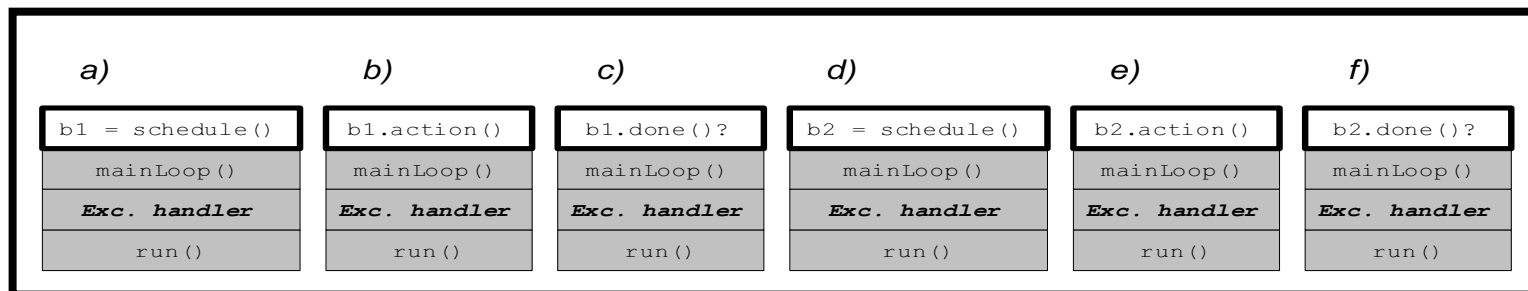 a) b) c) d) e) f)
b1 = schedule() b1.action() b1.done()? b2 = schedule() b2.action() b2.done()?
mainLoop() mainLoop() mainLoop() mainLoop() mainLoop() mainLoop()
Exc. handler Exc. handler Exc. handler Exc. handler Exc. handler Exc. handler
run() run() run() run() run() run()